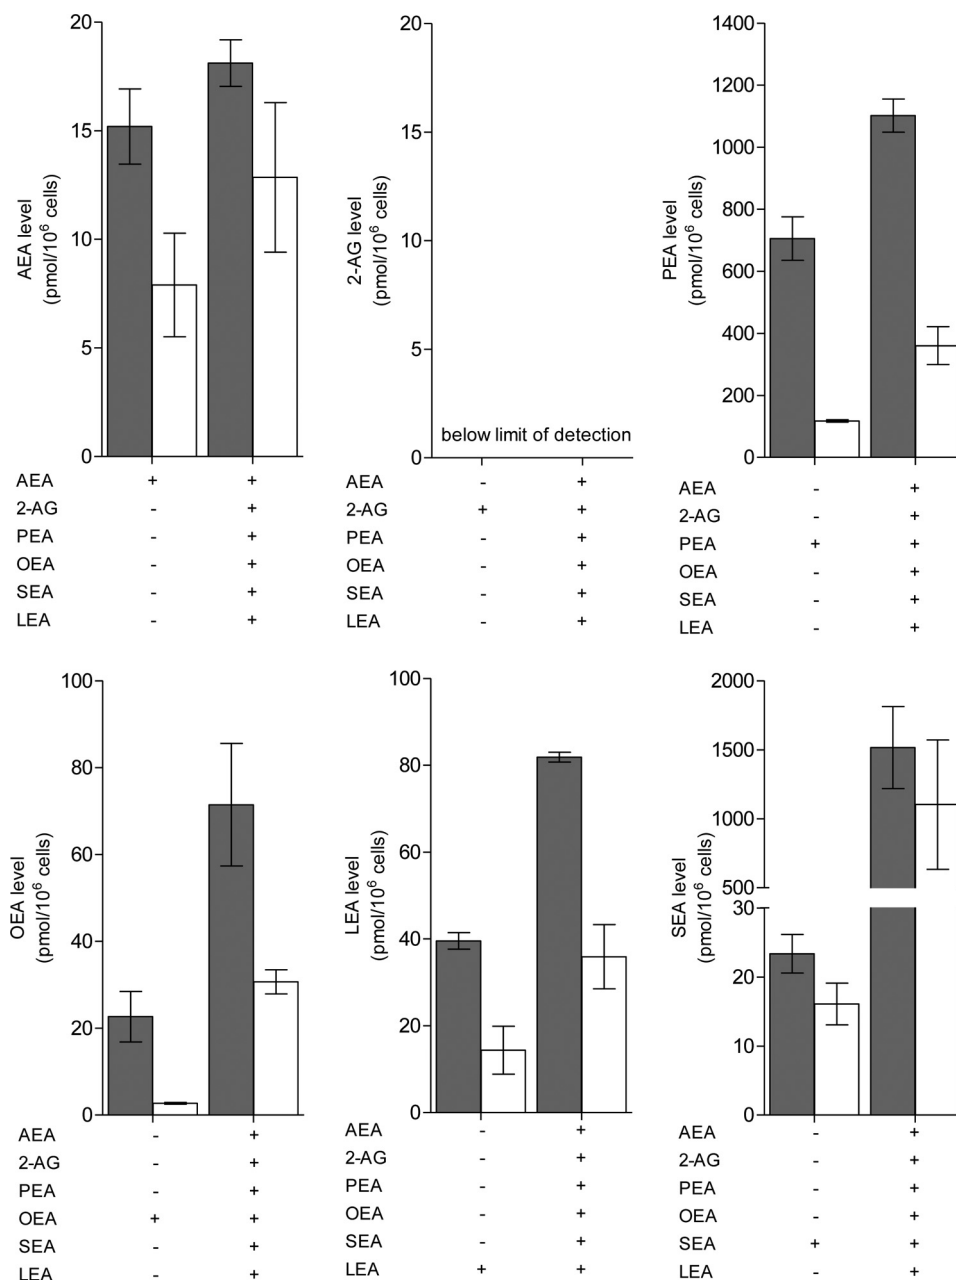 AEA level
(pmol/10⁶ cells)
20
15
10
5
0
AEA + +
2-AG - +
PEA - +
OEA - +
SEA - +
LEA - +
2-AG level
(pmol/10⁶ cells)
20
15
10
5
0
below limit of detection
AEA - +
2-AG + +
PEA - +
OEA - +
SEA - +
LEA - +
PEA level
(pmol/10⁶ cells)
1400
1200
1000
800
600
400
200
0
AEA - +
2-AG - +
PEA + +
OEA - +
SEA - +
LEA - +
OEA level
(pmol/10⁶ cells)
100
80
60
40
20
0
AEA - +
2-AG - +
PEA - +
OEA + +
SEA - +
LEA - +
LEA level
(pmol/10⁶ cells)
100
80
60
40
20
0
AEA - +
2-AG - +
PEA - +
OEA - +
SEA - +
LEA + +
SEA level
(pmol/10⁶ cells)
2000
1500
1000
500
30
20
10
0
AEA - +
2-AG - +
PEA - +
OEA - +
SEA + +
LEA - +